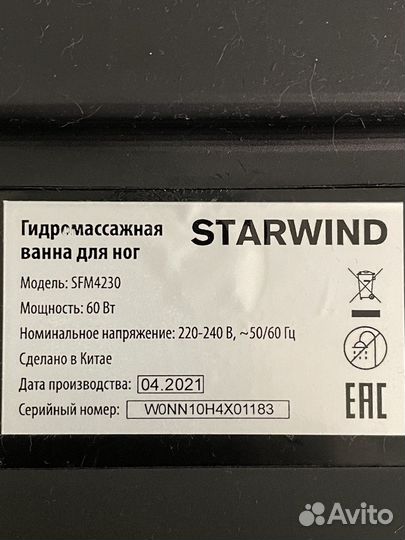 Гидромассажная
ванна для ног
STARWIND
Модель: SFM4230
Мощность: 60 Вт
Номинальное напряжение: 220-240 В, ~50/60 Гц
Сделано в Китае
Дата производства: 04.2021
Серийный номер: W0NN10H4X01183
EAC
Avito